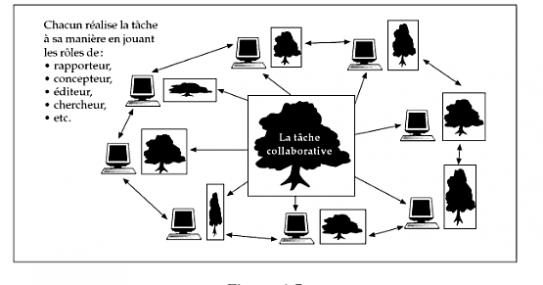 Chacun réalise la tâche
à sa manière en jouant
les rôles de :
• rapporteur,
• concepteur,
• éditeur,
• chercheur,
• etc.
La tâche
collaborative